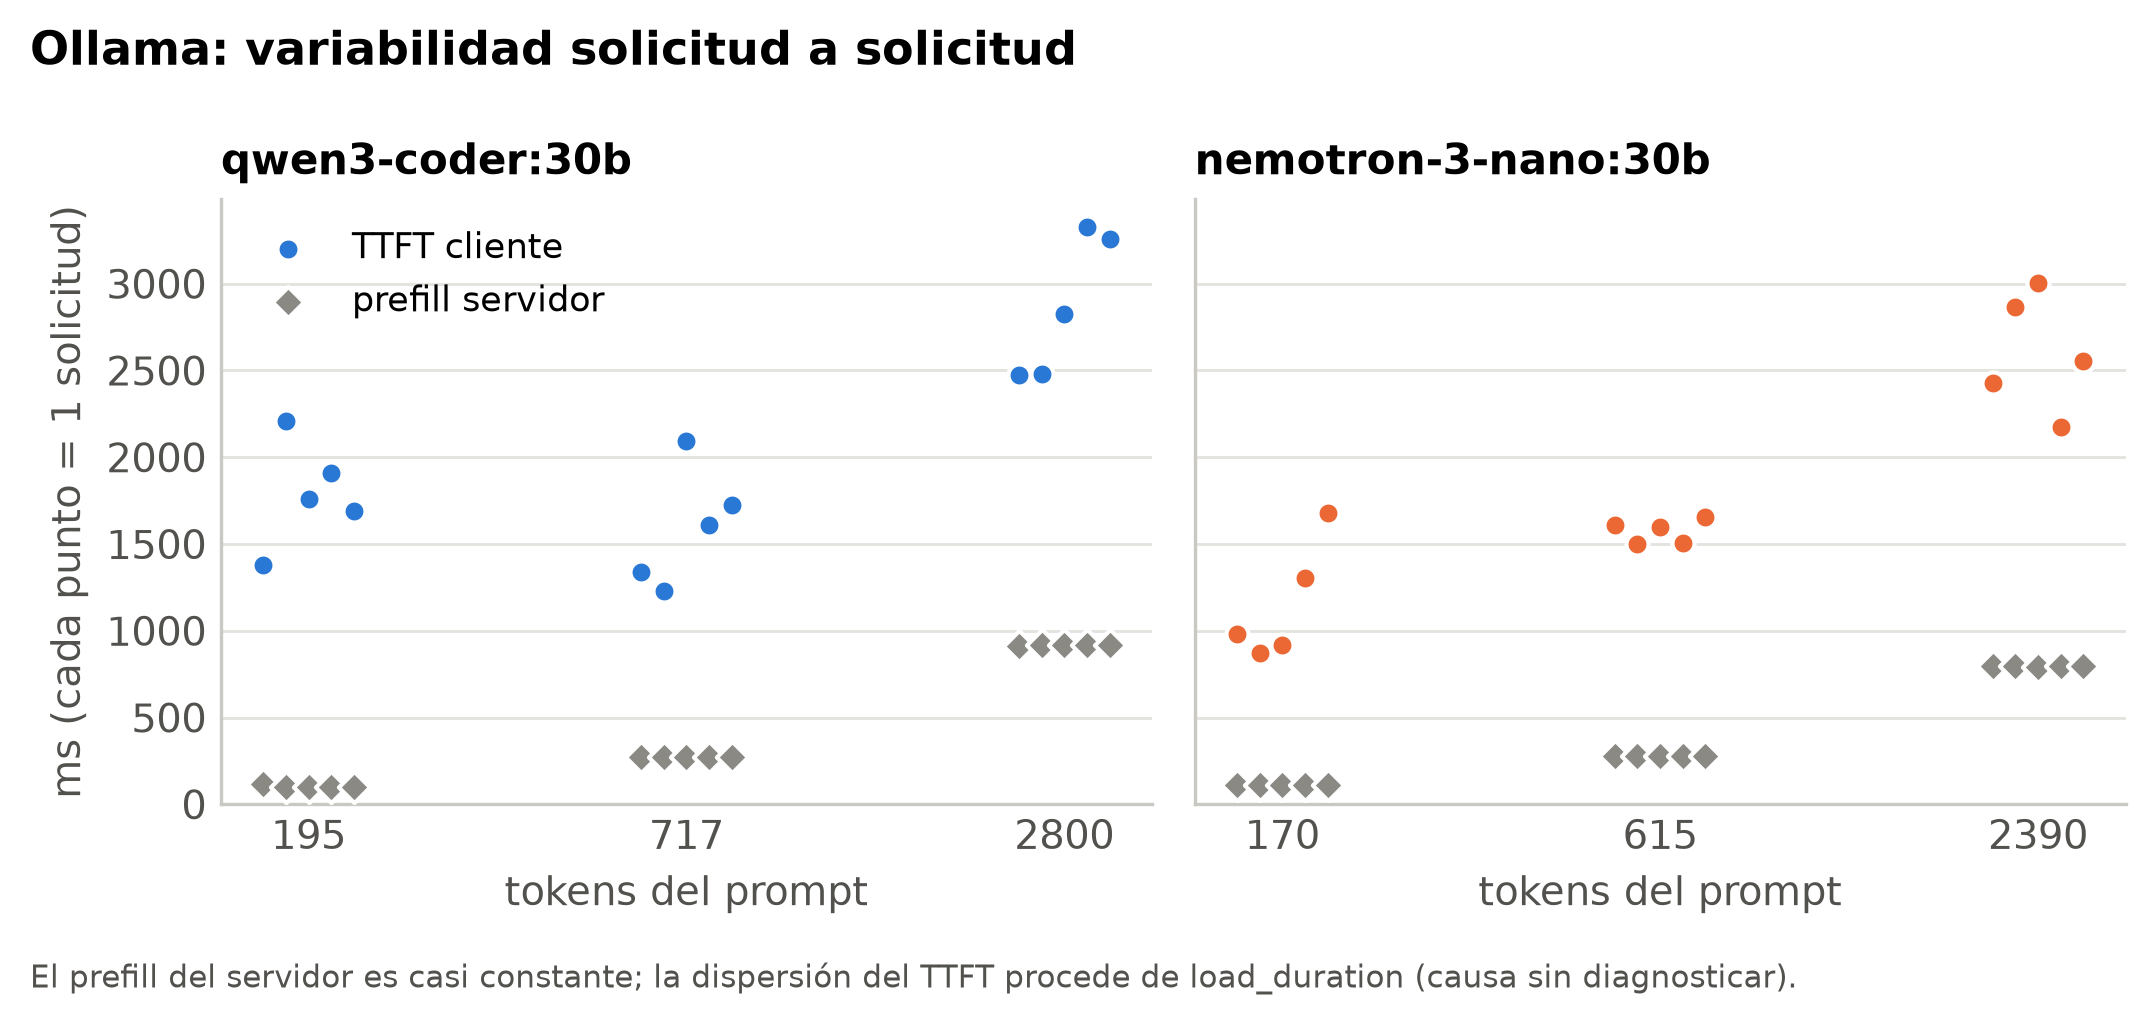 Ollama: variabilidad solicitud a solicitud
qwen3-coder:30b
nemotron-3-nano:30b
ms (cada punto = 1 solicitud)
TTFT cliente
prefill servidor
3000
2500
2000
1500
1000
500
0
195
717
2800
170
615
2390
tokens del prompt
tokens del prompt
El prefill del servidor es casi constante; la dispersión del TTFT procede de load_duration (causa sin diagnosticar).